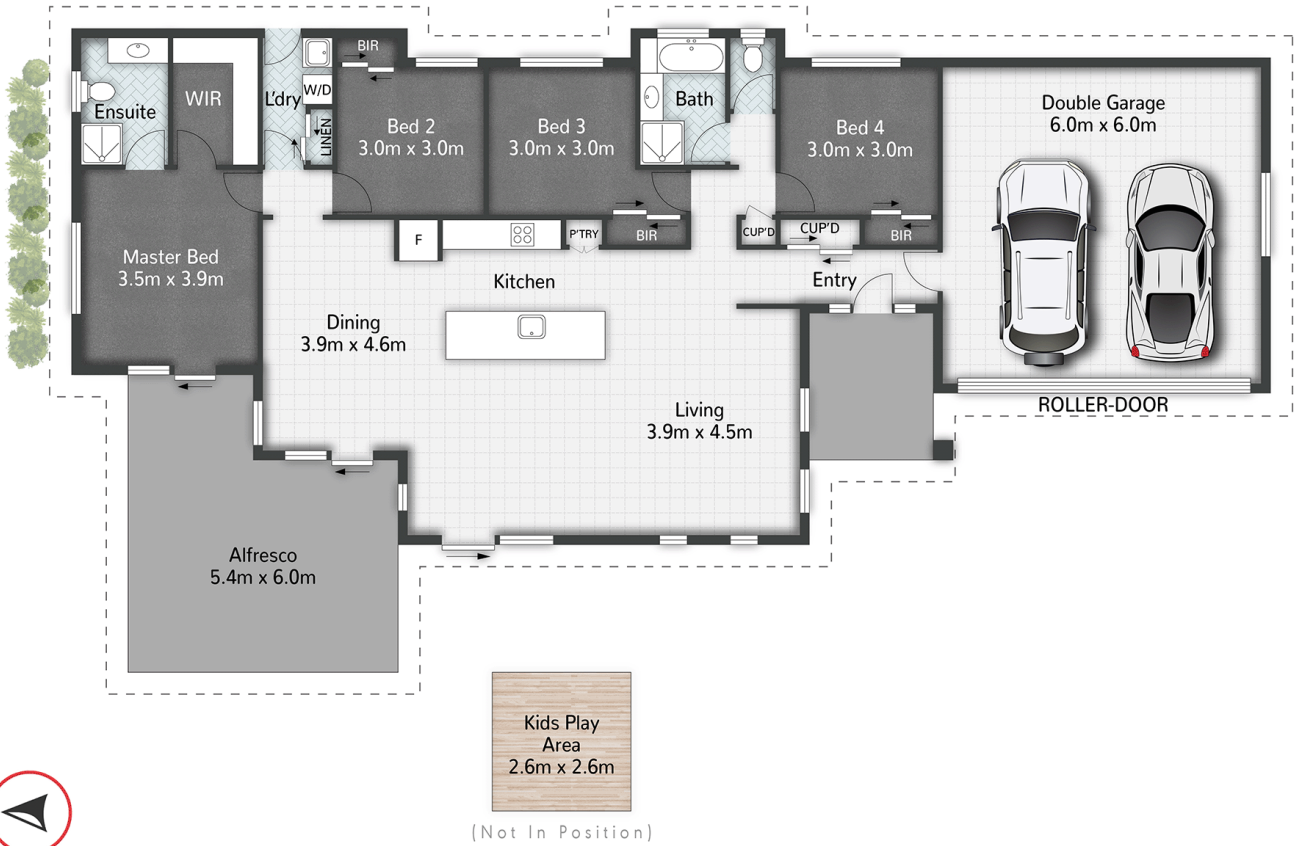 BIR
Ensuite
WIR
L'dry
W/D
LINEN
Bed 2
3.0m x 3.0m
Bed 3
3.0m x 3.0m
Bath
Bed 4
3.0m x 3.0m
Double Garage
6.0m x 6.0m
Master Bed
3.5m x 3.9m
F
P'TRY
BIR
CUP'D
CUP'D
BIR
Kitchen
Entry
Dining
3.9m x 4.6m
Living
3.9m x 4.5m
ROLLER-DOOR
Alfresco
5.4m x 6.0m
Kids Play
Area
2.6m x 2.6m
(Not In Position)